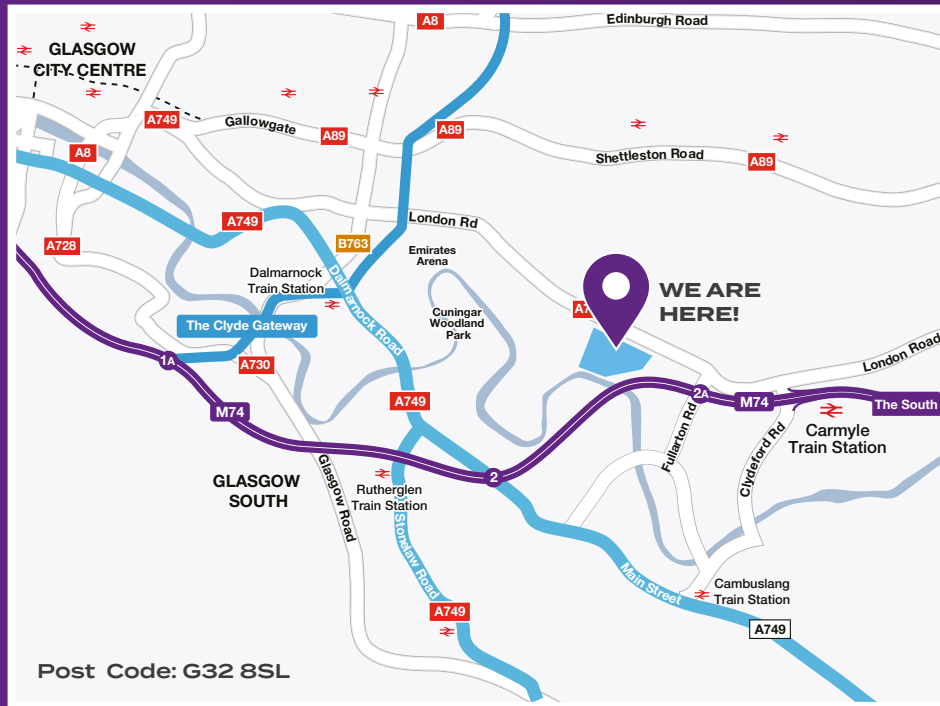 A8
Edinburgh Road
GLASGOW
CITY CENTRE
A749
Gallowgate
A89
A89
Shettleston Road
A89
A8
A749
London Rd
A728
B763
Emirates
Arena
Dalmarnock
Train Station
Dalmarnock Road
WE ARE
HERE!
Cuningar
Woodland
Park
The Clyde Gateway
London Road
1A
A730
A749
2A
M74
The South
M74
Fullarton Rd
Clydeford Rd
Carmyle
Train Station
GLASGOW
SOUTH
Glasgow Road
2
Rutherglen
Train Station
Stonelaw Road
Main Street
Cambuslang
Train Station
A749
A749
Post Code: G32 8SL